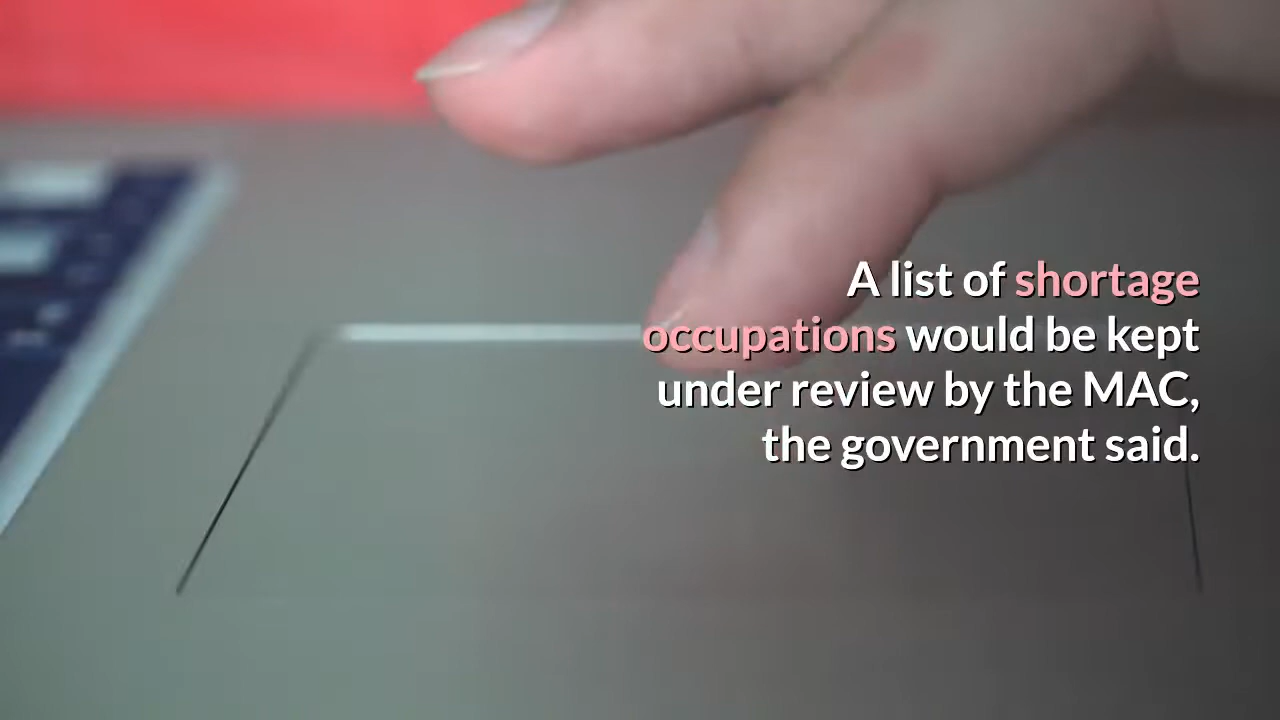 A list of shortage
occupations would be kept
under review by the MAC,
the government said.